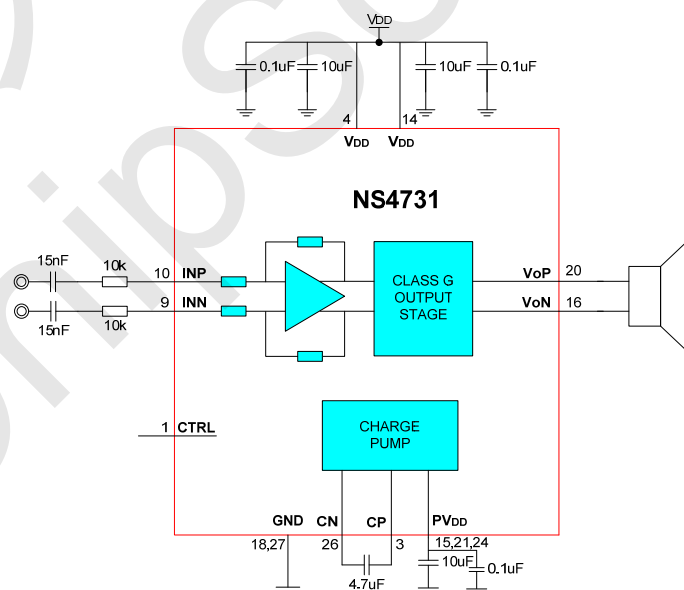 VDD
0.1uF 10uF 10uF 0.1uF
4 14
VDD VDD
NS4731
15nF 10k 10 INP
9 INN
15nF 10k
CLASS G
OUTPUT
STAGE
VoP 20
VoN 16
1 CTRL
CHARGE
PUMP
GND CN CP PVDD
18,27 26 3 15,21,24
4.7uF 10uF 0.1uF